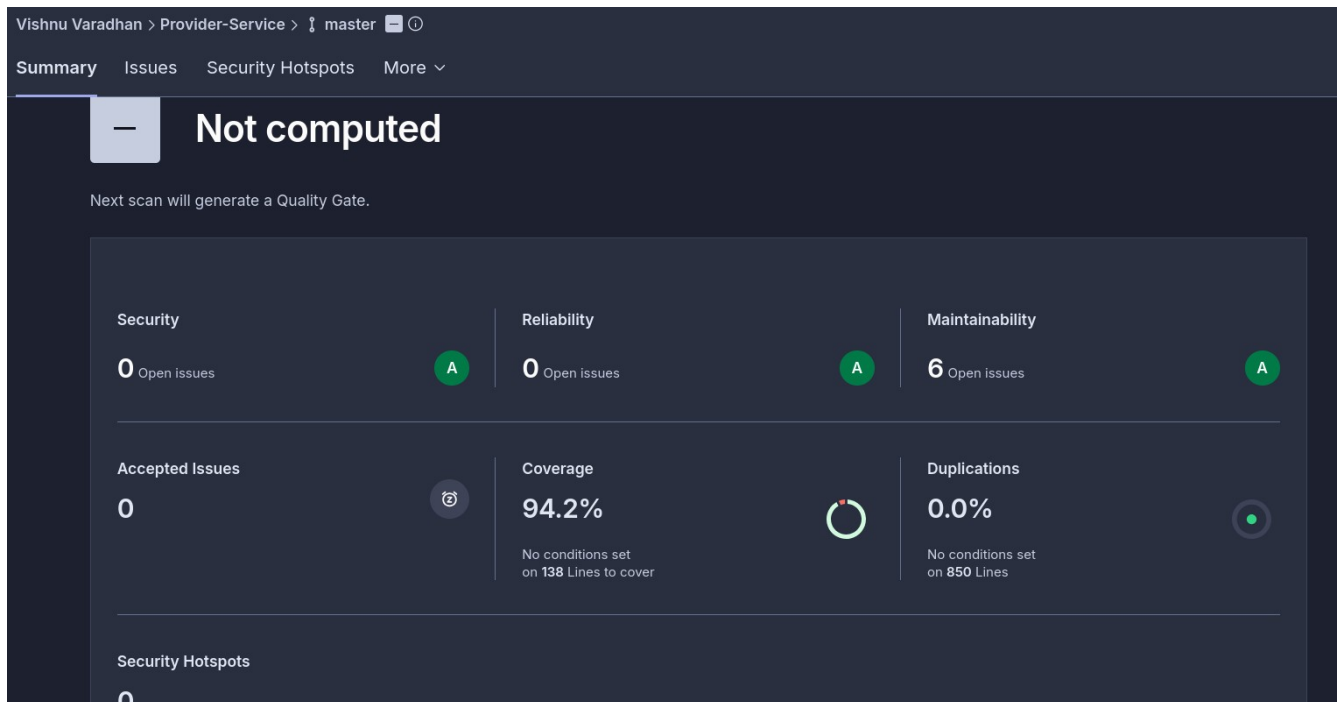 Vishnu Varadhan > Provider-Service > master
Summary Issues Security Hotspots More
Not computed
Next scan will generate a Quality Gate.
Security Reliability Maintainability
0 Open issues A 0 Open issues A 6 Open issues A
Accepted Issues Coverage Duplications
0 94.2% 0.0%
No conditions set No conditions set
on 138 Lines to cover on 850 Lines
Security Hotspots
0